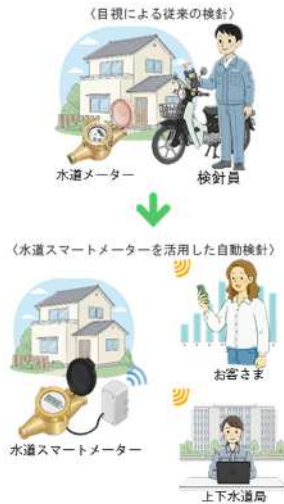 〈目視による従来の検針〉
水道メーター
検針員
〈水道スマートメーターを活用した自動検針〉
お客さま
水道スマートメーター
上下水道局